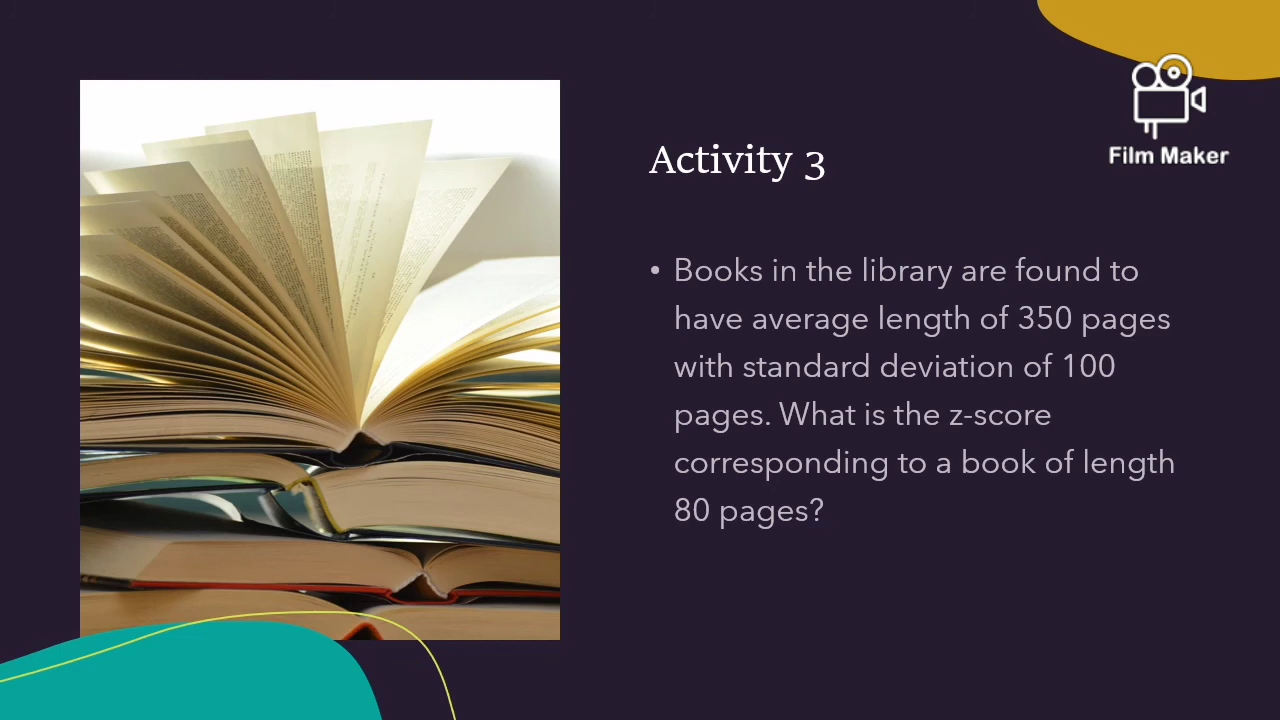 Film Maker
Activity 3
• Books in the library are found to
have average length of 350 pages
with standard deviation of 100
pages. What is the z-score
corresponding to a book of length
80 pages?